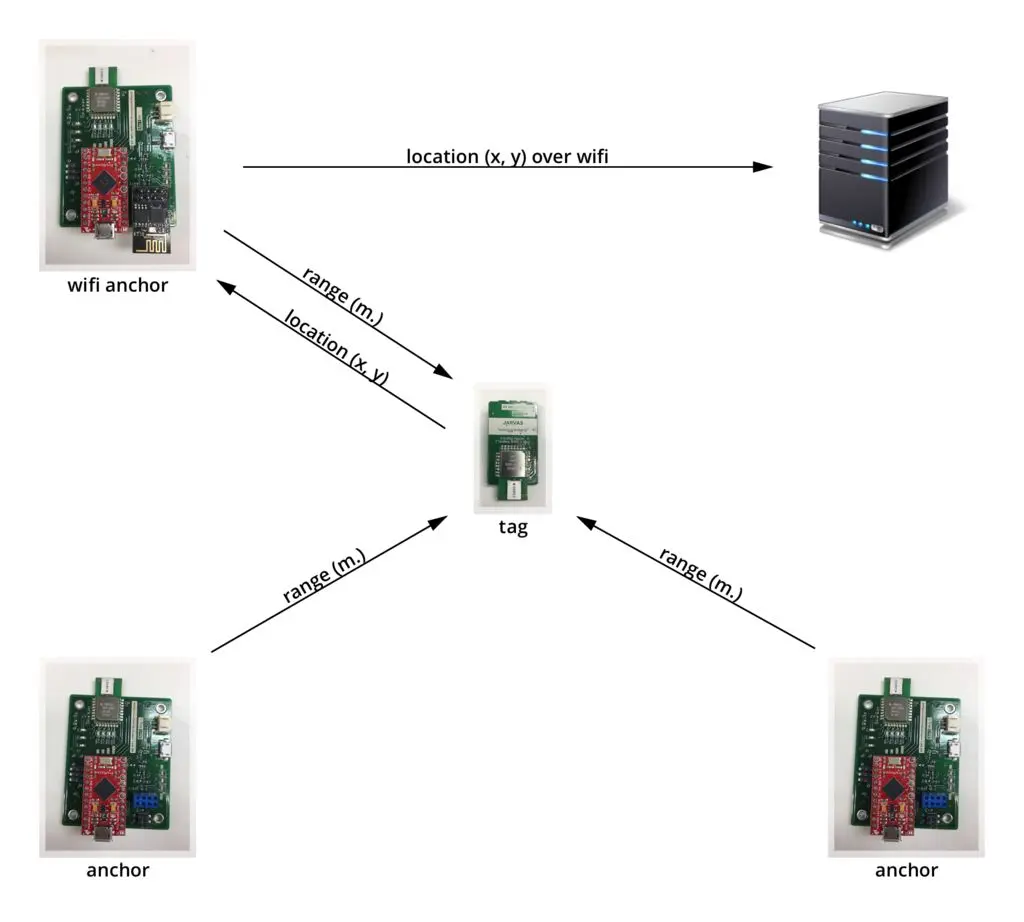 location (x, y) over wifi
wifi anchor
range (m.)
location (x, y)
JARVAS
tag
range (m.)
range (m.)
anchor
anchor